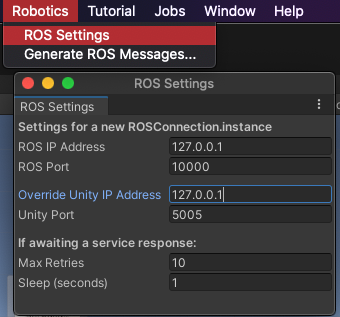 Robotics Tutorial Jobs Window Help
ROS Settings
Generate ROS Messages...
ROS Settings
ROS Settings
Settings for a new ROSConnection.instance
ROS IP Address 127.0.0.1
ROS Port 10000
Override Unity IP Address 127.0.0.1
Unity Port 5005
If awaiting a service response:
Max Retries 10
Sleep (seconds) 1